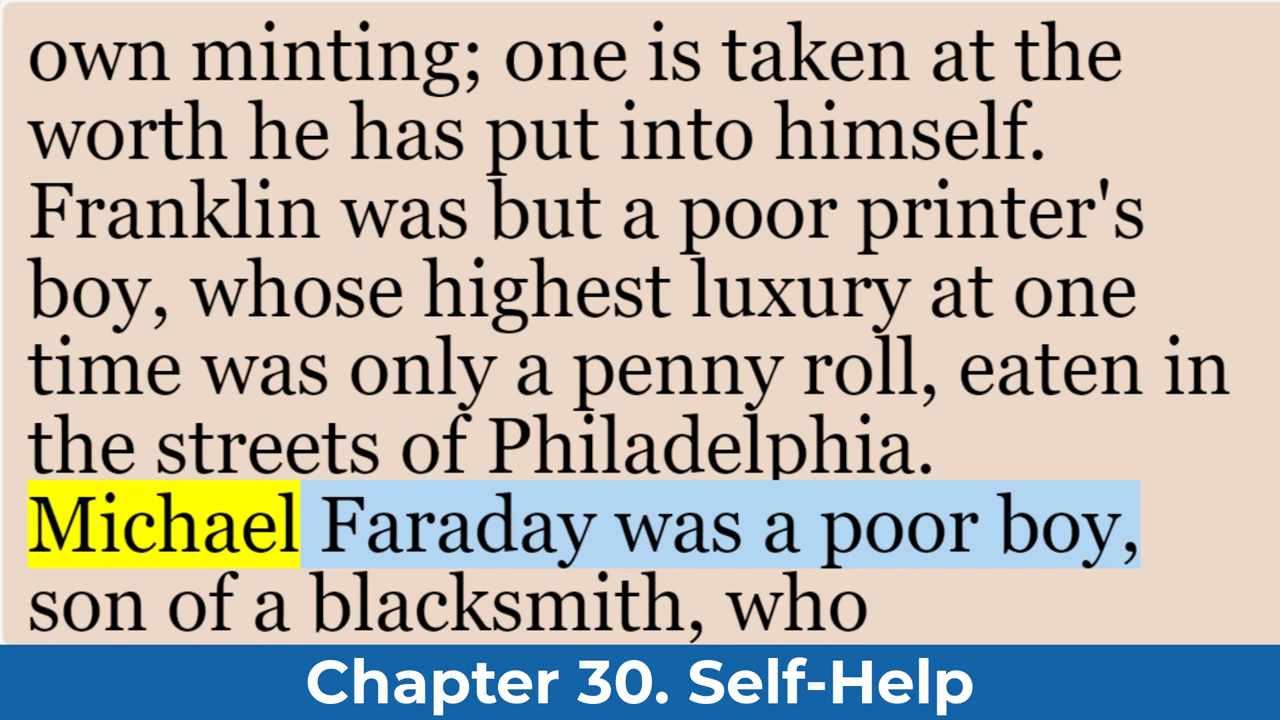 own minting; one is taken at the
worth he has put into himself.
Franklin was but a poor printer's
boy, whose highest luxury at one
time was only a penny roll, eaten in
the streets of Philadelphia.
Michael Faraday was a poor boy,
son of a blacksmith, who
Chapter 30. Self-Help